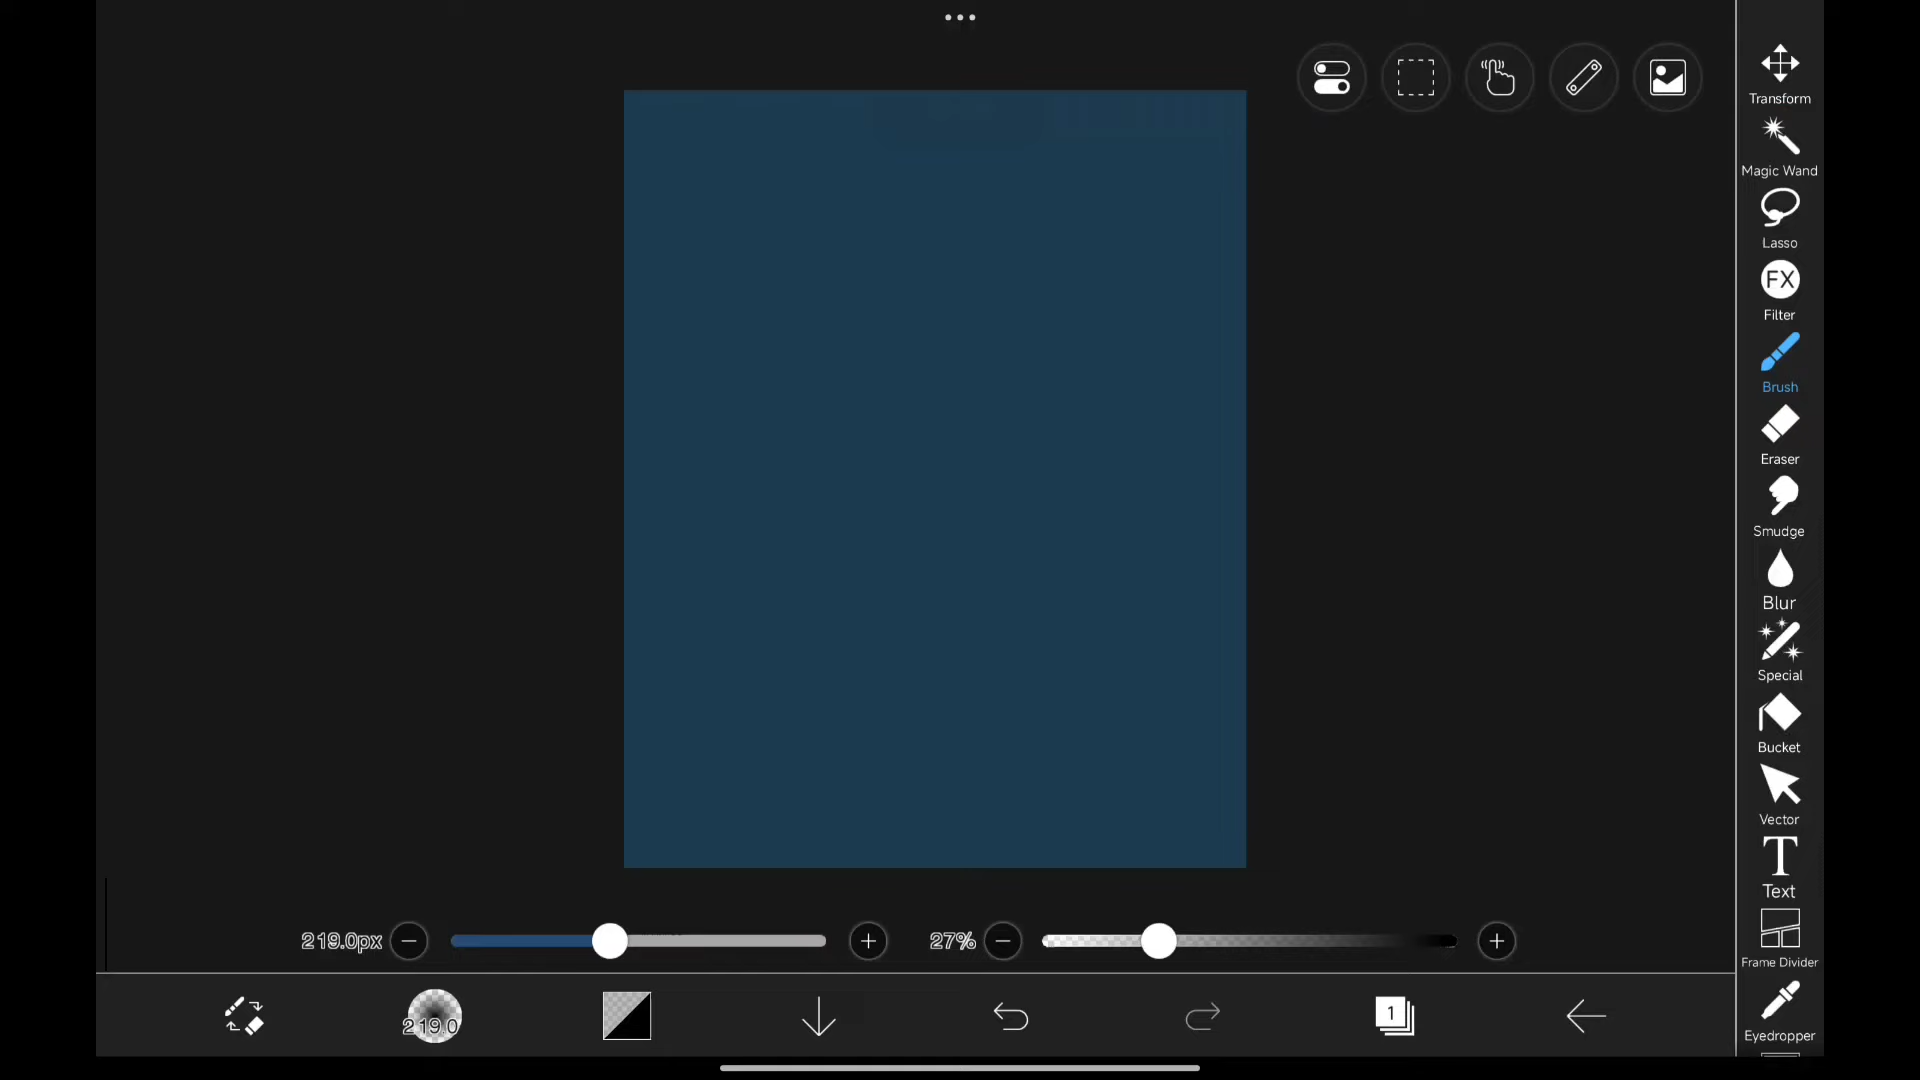 Transform
Magic Wand
Lasso
FX
Filter
Brush
Eraser
Smudge
Blur
Special
Bucket
Vector
T
Text
Frame Divider
Eyedropper
219.0px
27%
219.0
1